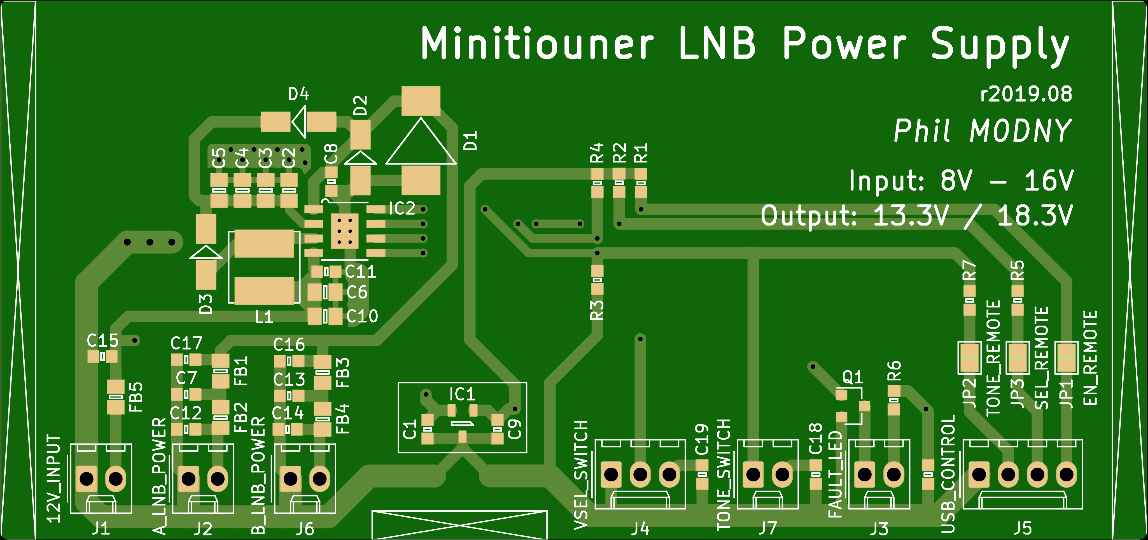 Minitiouner LNB Power Supply
r2019.08
Phil M0DNY
Input: 8V - 16V
Output: 13.3V / 18.3V
D4
D2
D1
C5
C4
C3
C2
C8
R4
R2
R1
IC2
D3
L1
C11
C6
C10
R3
R7
R5
C15
C17
C16
FB1
FB3
C7
C13
FB5
C12
C14
FB2
FB4
IC1
C1
C9
Q1
R6
JP2
TONE_REMOTE
JP3
SEL_REMOTE
JP1
EN_REMOTE
12V_INPUT
J1
A_LNB_POWER
J2
B_LNB_POWER
J6
VSEL_SWITCH
J4
C19
TONE_SWITCH
J7
C18
FAULT_LED
J3
USB_CONTROL
J5